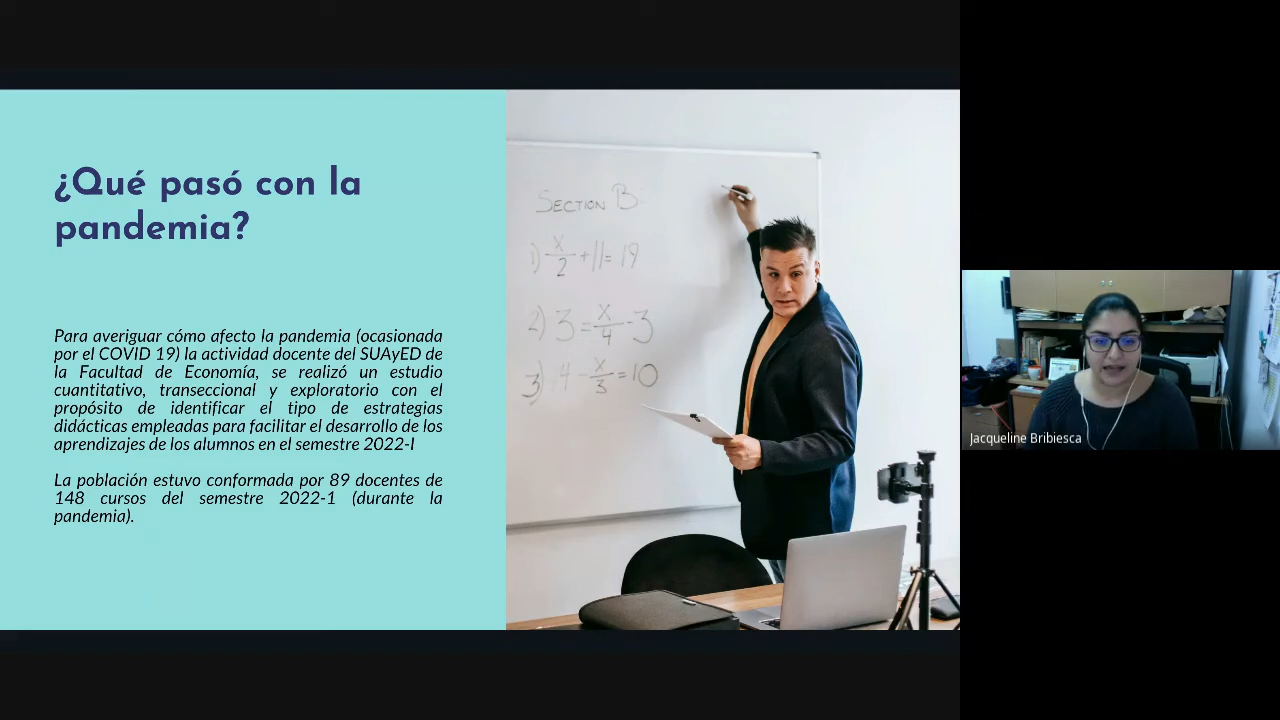 ¿Qué pasó con la
pandemia?
Para averiguar cómo afecto la pandemia (ocasionada
por el COVID 19) la actividad docente del SUAyED de
la Facultad de Economía, se realizó un estudio
cuantitativo, transeccional y exploratorio con el
propósito de identificar el tipo de estrategias
didácticas empleadas para facilitar el desarrollo de los
aprendizajes de los alumnos en el semestre 2022-I
La población estuvo conformada por 89 docentes de
148 cursos del semestre 2022-1 (durante la
pandemia).
SECTION B:
1) x/2 + 11 = 19
2) 3 = x/4 - 3
3) 4 - x/3 = 10
Jacqueline Bribiesca